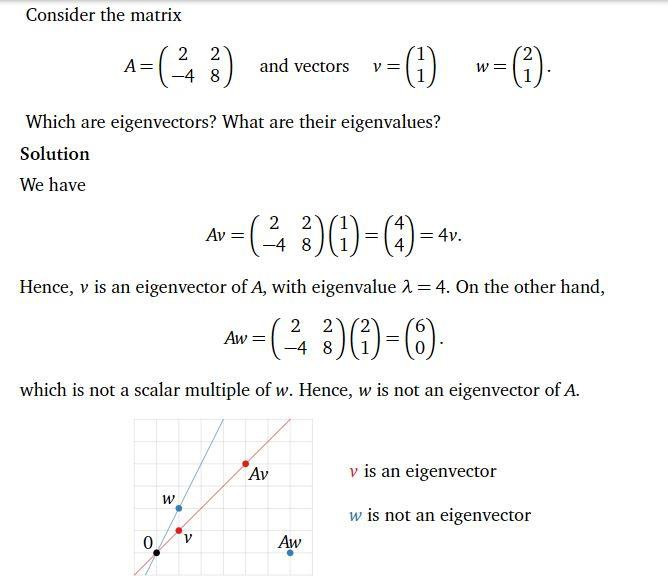 Consider the matrix
A = ( 2 2 ; −4 8 ) and vectors v = ( 1 ; 1 ) w = ( 2 ; 1 ).
Which are eigenvectors? What are their eigenvalues?
Solution
We have
Av = ( 2 2 ; −4 8 ) ( 1 ; 1 ) = ( 4 ; 4 ) = 4v.
Hence, v is an eigenvector of A, with eigenvalue λ = 4. On the other hand,
Aw = ( 2 2 ; −4 8 ) ( 2 ; 1 ) = ( 6 ; 0 ).
which is not a scalar multiple of w. Hence, w is not an eigenvector of A.
Av
v is an eigenvector
w
w is not an eigenvector
0
v
Aw